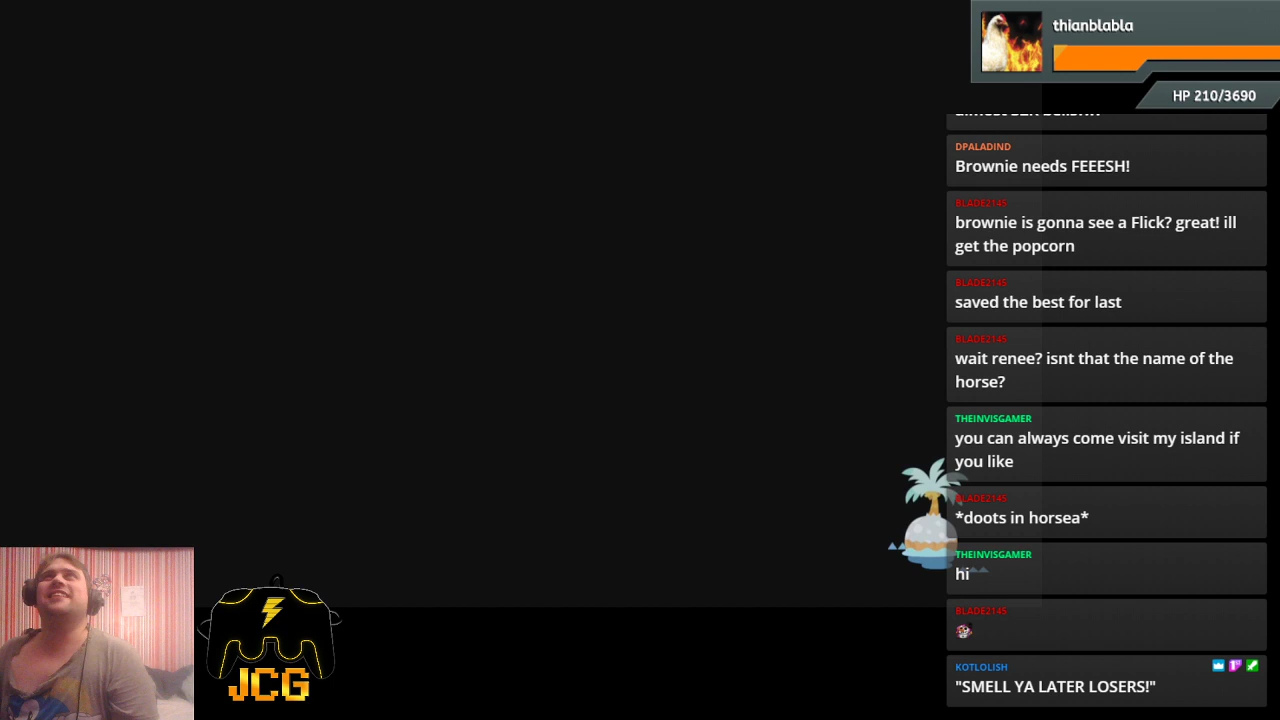 thianblabla
HP 210/3690
DPALADIND
Brownie needs FEEESH!
BLADE2145
brownie is gonna see a Flick? great! ill
get the popcorn
BLADE2145
saved the best for last
BLADE2145
wait renee? isnt that the name of the
horse?
THEINVISGAMER
you can always come visit my island if
you like
BLADE2145
*doots in horsea*
THEINVISGAMER
hi
BLADE2145
KOTLOLISH
"SMELL YA LATER LOSERS!"
JCG